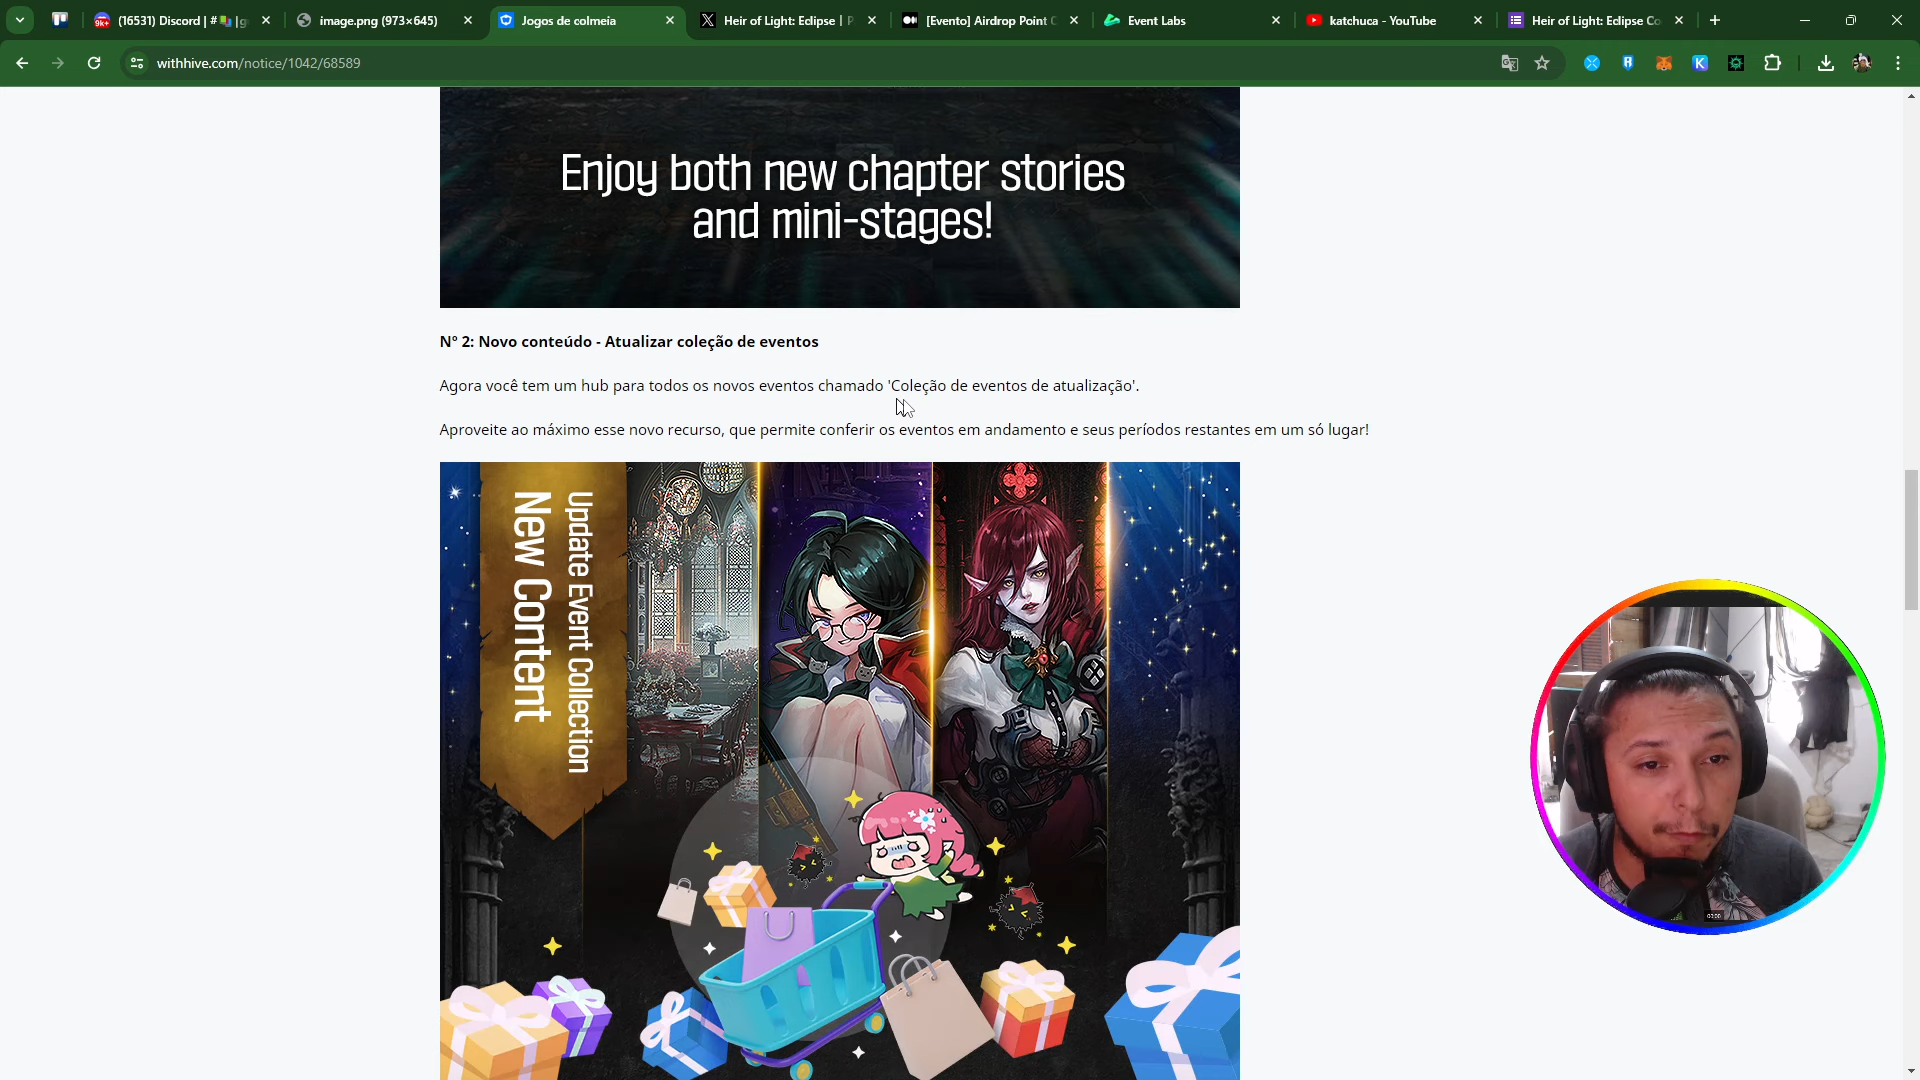 (16531) Discord | #
image.png (973×645)
Jogos de colmeia
Heir of Light: Eclipse |
[Evento] Airdrop Point
Event Labs
katchuca - YouTube
Heir of Light: Eclipse Co
withhive.com/notice/1042/68589
Enjoy both new chapter stories
and mini-stages!
Nº 2: Novo conteúdo - Atualizar coleção de eventos
Agora você tem um hub para todos os novos eventos chamado 'Coleção de eventos de atualização'.
Aproveite ao máximo esse novo recurso, que permite conferir os eventos em andamento e seus períodos restantes em um só lugar!
Update Event Collection
New Content
00:00